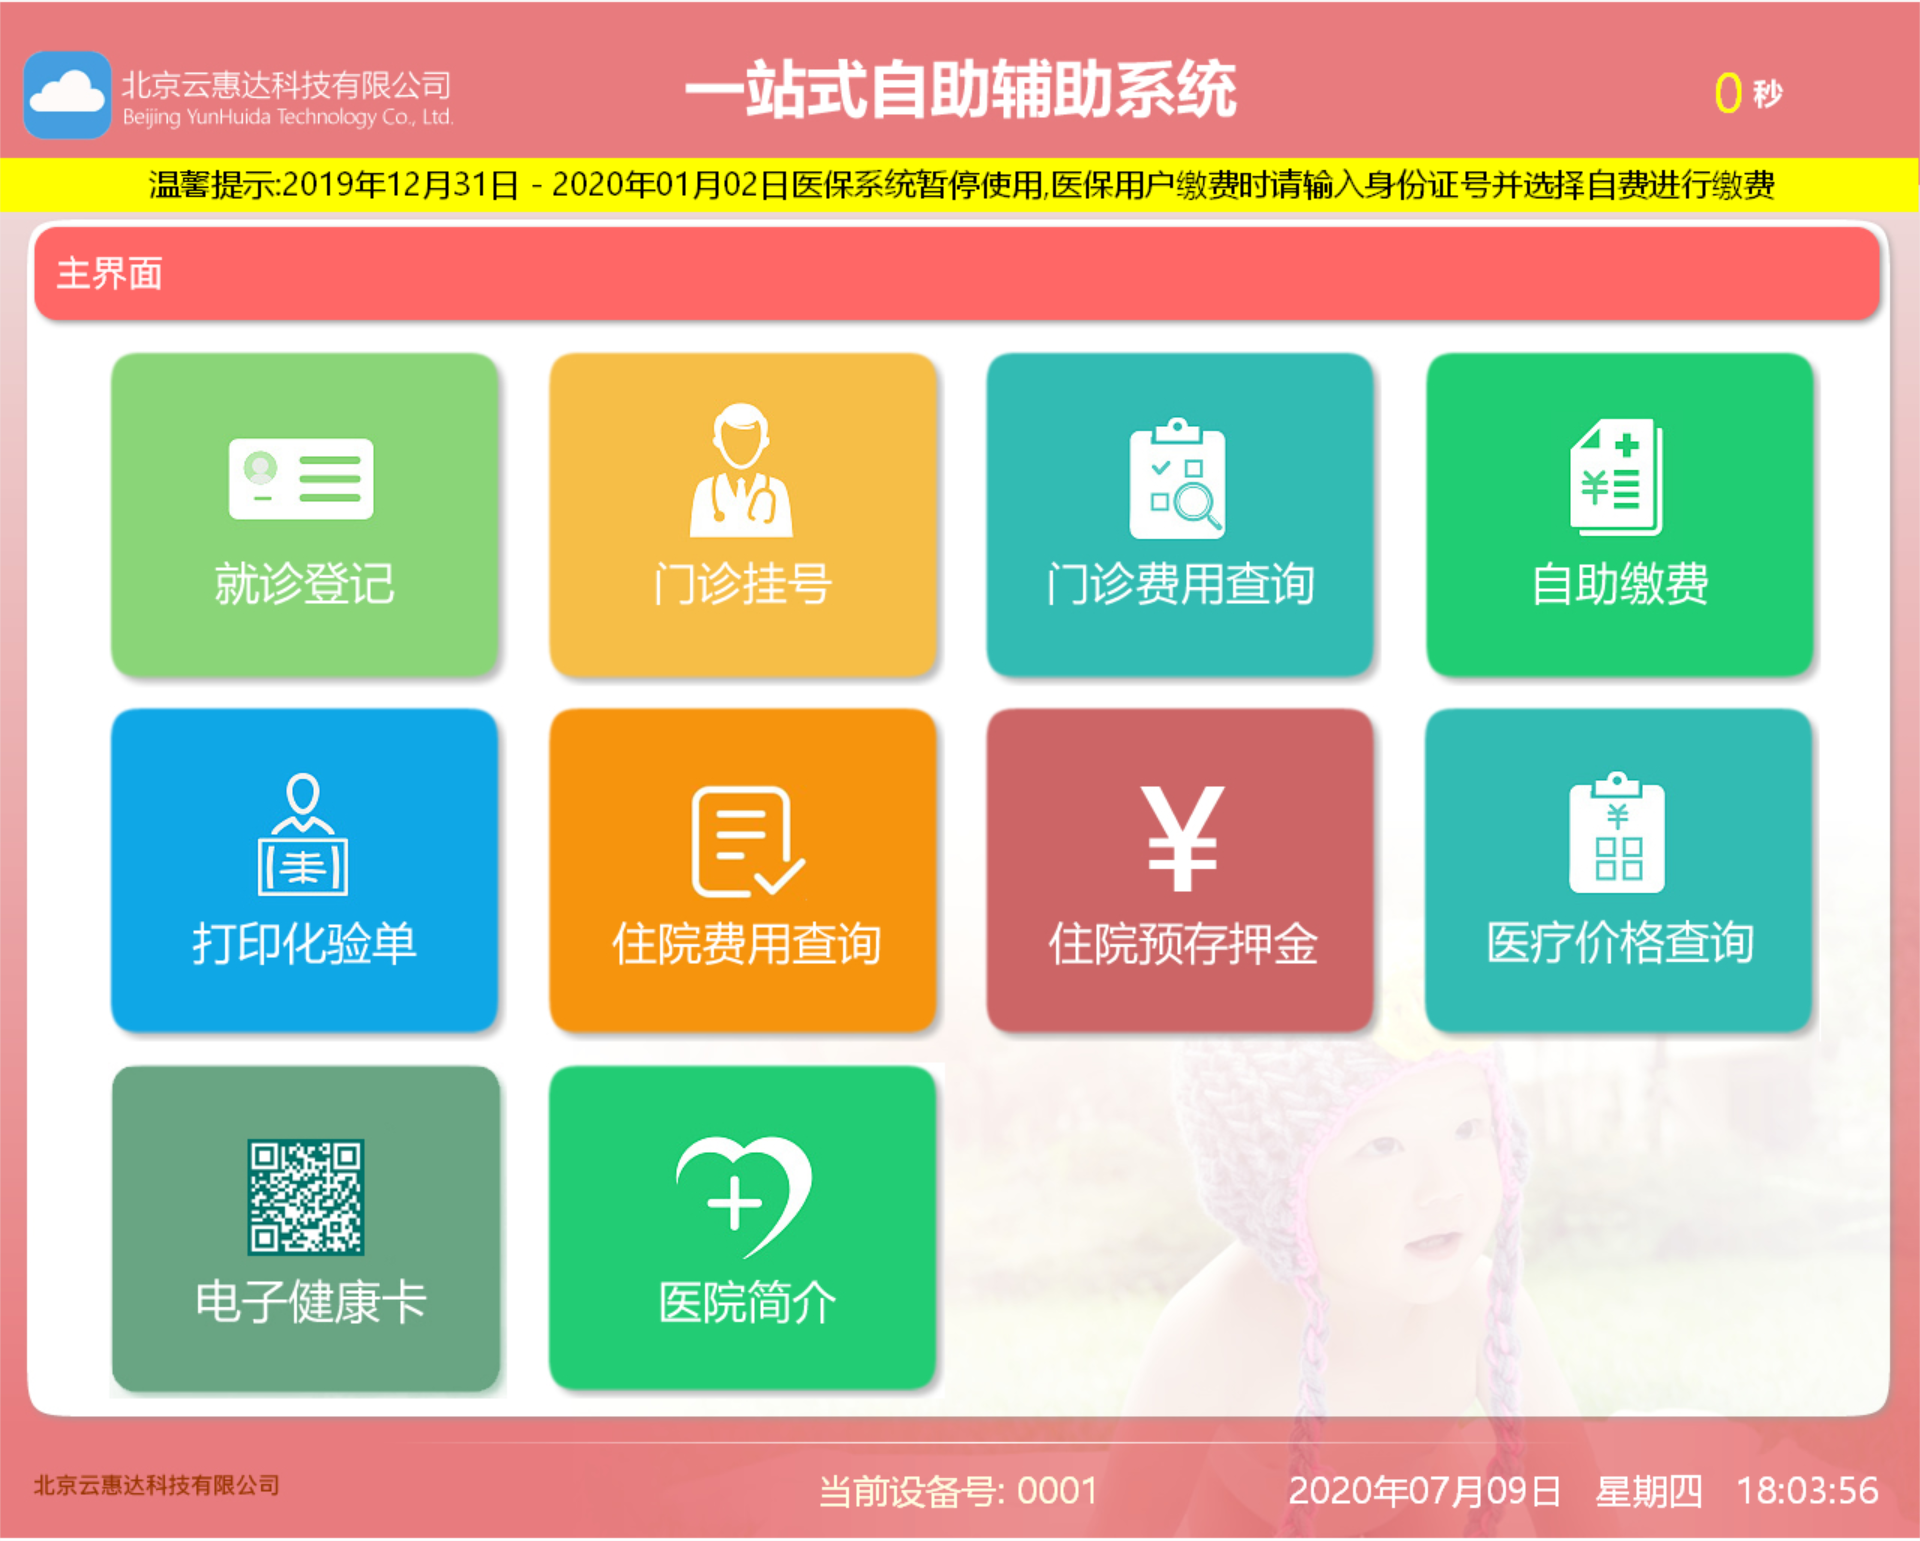 北京云惠达科技有限公司
Beijing YunHuida Technology Co., Ltd.
一站式自助辅助系统
0 秒
温馨提示:2019年12月31日 - 2020年01月02日医保系统暂停使用,医保用户缴费时请输入身份证号并选择自费进行缴费
主界面
就诊登记
门诊挂号
门诊费用查询
自助缴费
打印化验单
住院费用查询
住院预存押金
医疗价格查询
电子健康卡
医院简介
北京云惠达科技有限公司
当前设备号: 0001
2020年07月09日 星期四 18:03:56